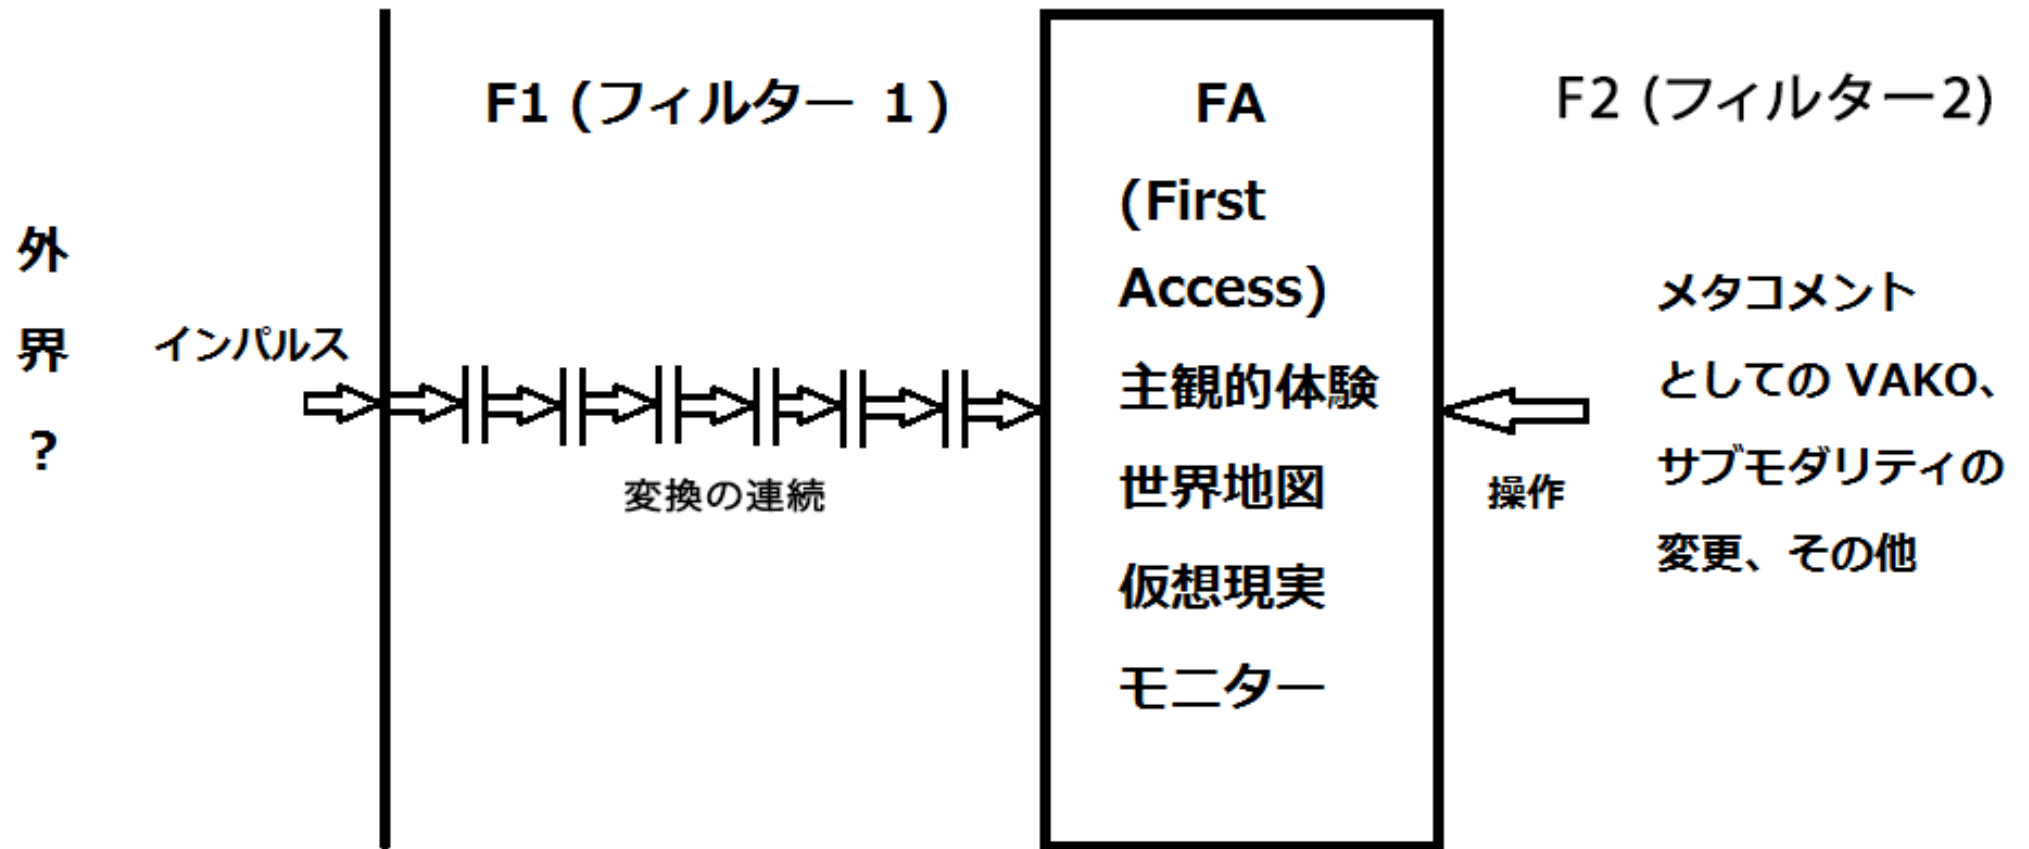 外
界
?
インパルス
F1 (フィルター 1)
変換の連続
FA
(First
Access)
主観的体験
世界地図
仮想現実
モニター
F2 (フィルター2)
操作
メタコメント
としての VAKO、
サブモダリティの
変更、その他